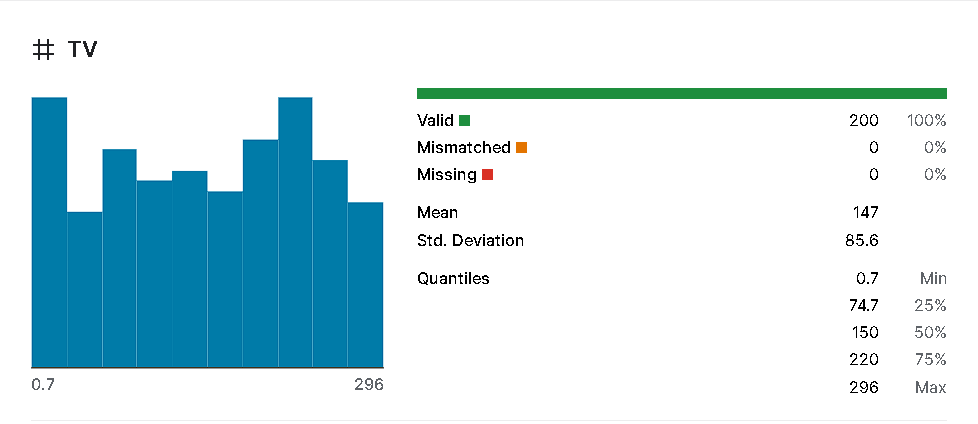 # TV
Valid 200 100%
Mismatched 0 0%
Missing 0 0%
Mean 147
Std. Deviation 85.6
Quantiles 0.7 Min
74.7 25%
150 50%
220 75%
296 Max
0.7 296